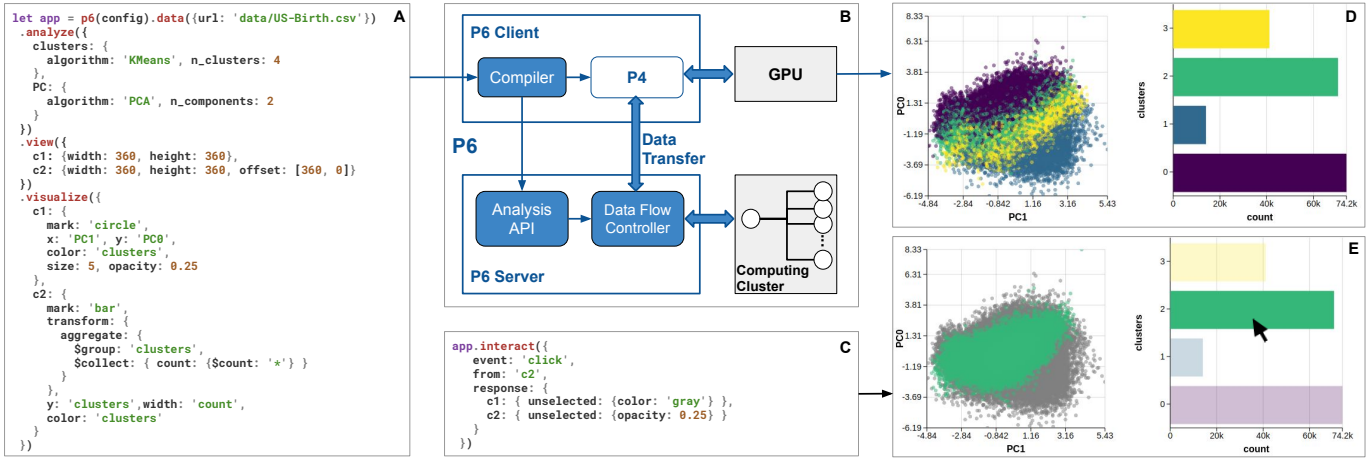 A
let app = p6(config).data({url: 'data/US-Birth.csv'})
.analyze({
clusters: {
algorithm: 'KMeans', n_clusters: 4
},
PC: {
algorithm: 'PCA', n_components: 2
}
})
.view({
c1: {width: 360, height: 360},
c2: {width: 360, height: 360, offset: [360, 0]}
})
.visualize({
c1: {
mark: 'circle',
x: 'PC1', y: 'PC0',
color: 'clusters',
size: 5, opacity: 0.25
},
c2: {
mark: 'bar',
transform: {
aggregate: {
$group: 'clusters',
$collect: { count: {$count: '*'} }
}
},
y: 'clusters',width: 'count',
color: 'clusters'
}
})
B
P6 Client
Compiler
P4
GPU
P6
Data
Transfer
Analysis
API
Data Flow
Controller
P6 Server
Computing
Cluster
C
app.interact({
event: 'click',
from: 'c2',
response: {
c1: { unselected: {color: 'gray'} },
c2: { unselected: {opacity: 0.25} }
}
})
D
8.33
6.31
3.81
1.31
-1.19
-3.69
-6.19
PC0
-4.84
-2.84
-0.842
1.16
3.16
5.43
PC1
3
2
1
0
clusters
0
20k
40k
60k
74.2k
count
E
8.33
6.31
3.81
1.31
-1.19
-3.69
-6.19
PC0
-4.84
-2.84
-0.842
1.16
3.16
5.43
PC1
3
2
1
0
clusters
0
20k
40k
60k
74.2k
count